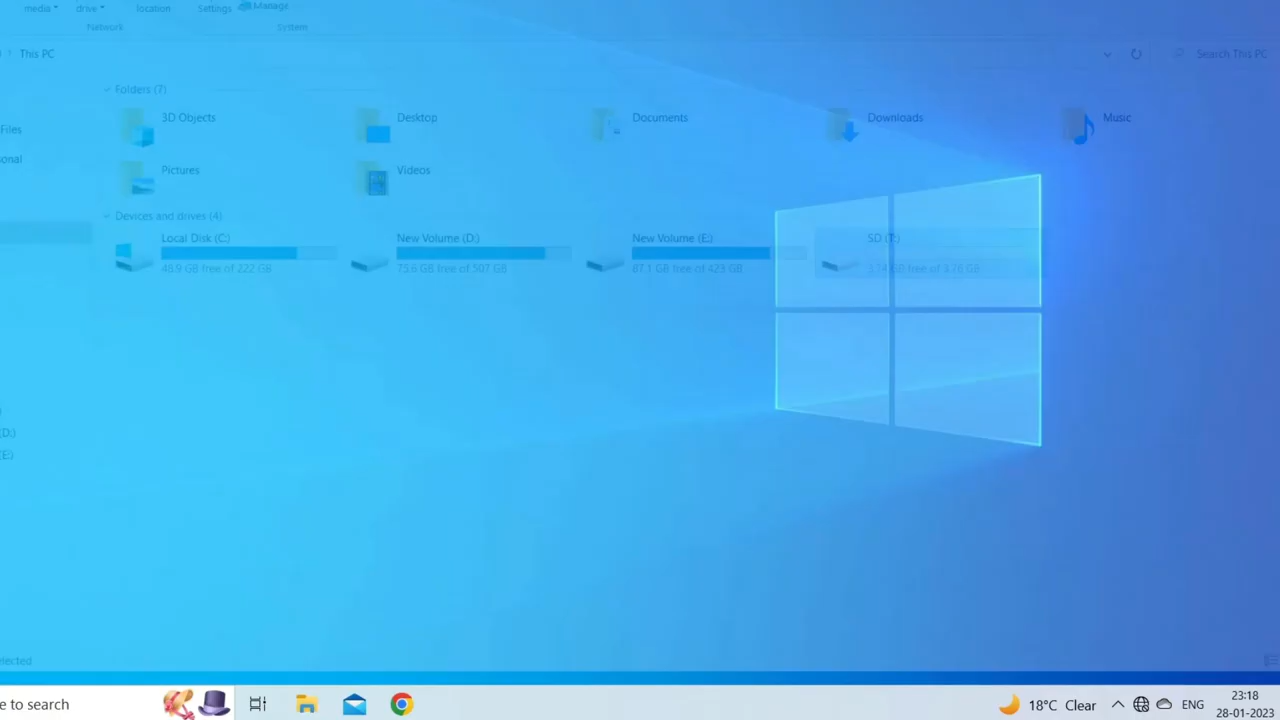 media drive location Settings Manage
Network System
This PC Search This PC
Folders (7)
3D Objects Desktop Documents Downloads Music
Files
onal
Pictures Videos
Devices and drives (4)
Local Disk (C:) New Volume (D:) New Volume (E:) SD (T:)
48.9 GB free of 222 GB 75.6 GB free of 507 GB 87.1 GB free of 423 GB 3.74 GB free of 3.76 GB
(D:)
(E:)
elected
e to search 18°C Clear ENG 23:18
28-01-2023